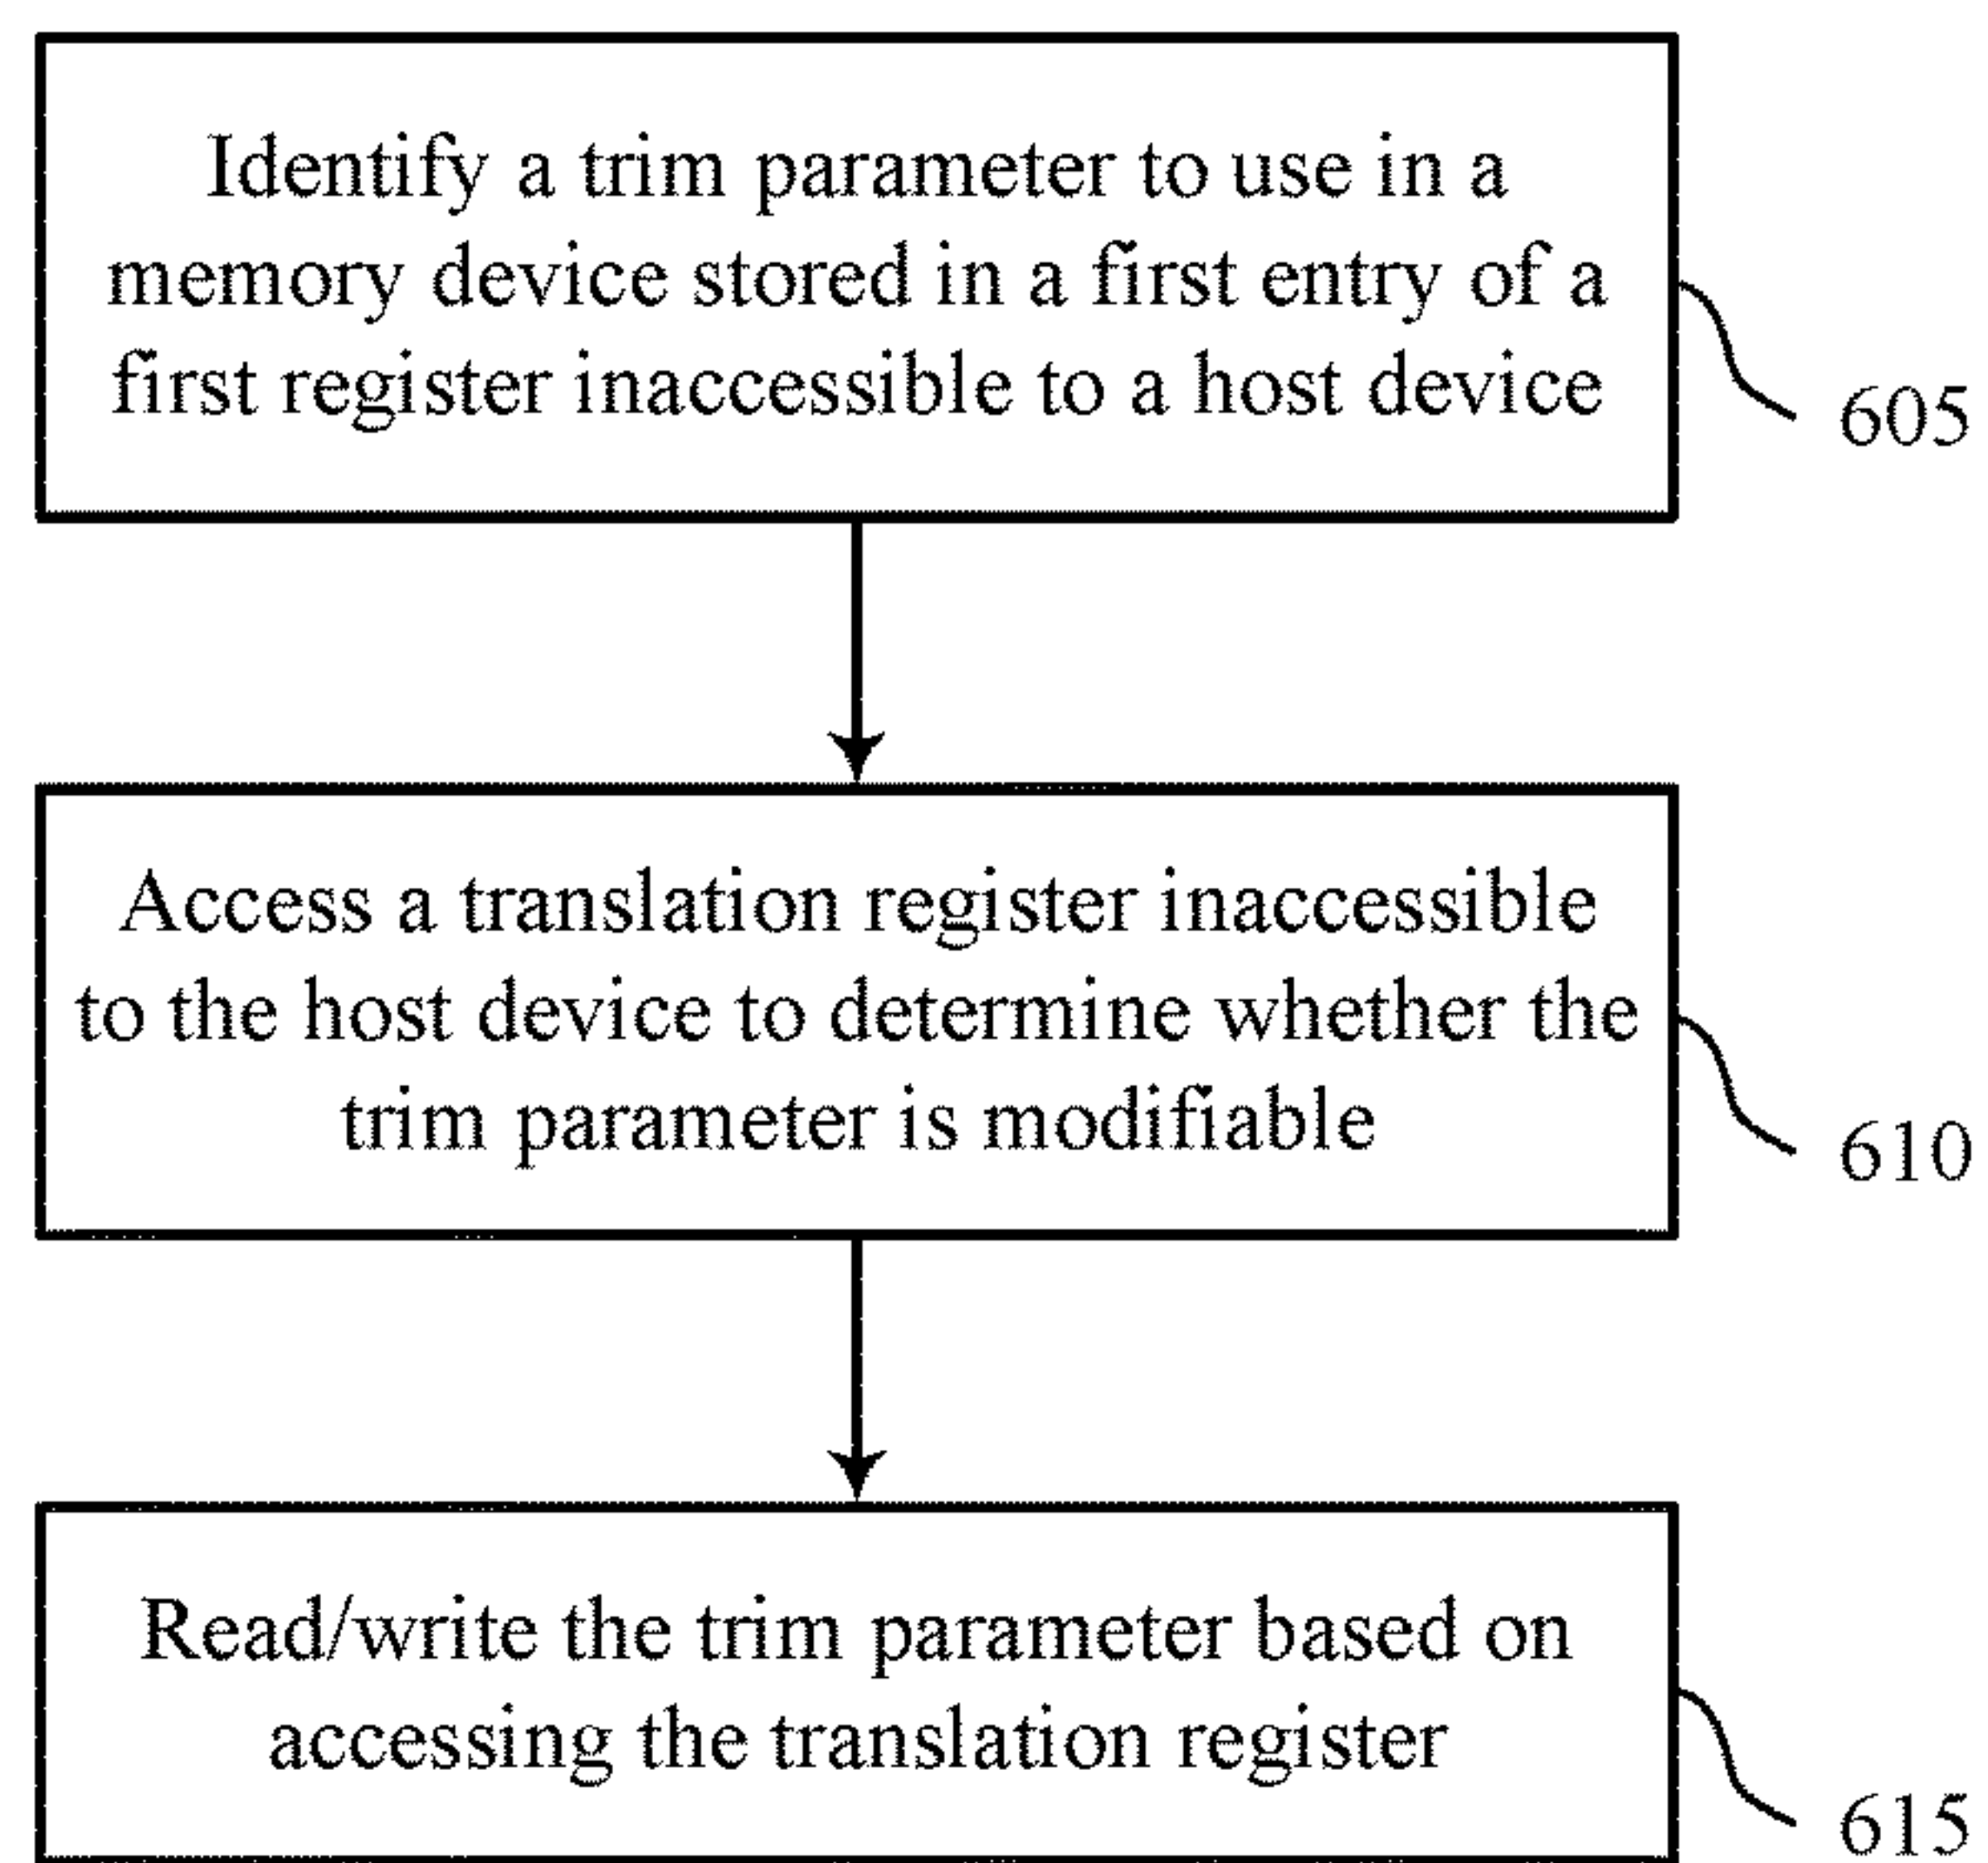 Identify a trim parameter to use in a
memory device stored in a first entry of a
first register inaccessible to a host device
605
Access a translation register inaccessible
to the host device to determine whether the
trim parameter is modifiable
610
Read/write the trim parameter based on
accessing the translation register
615